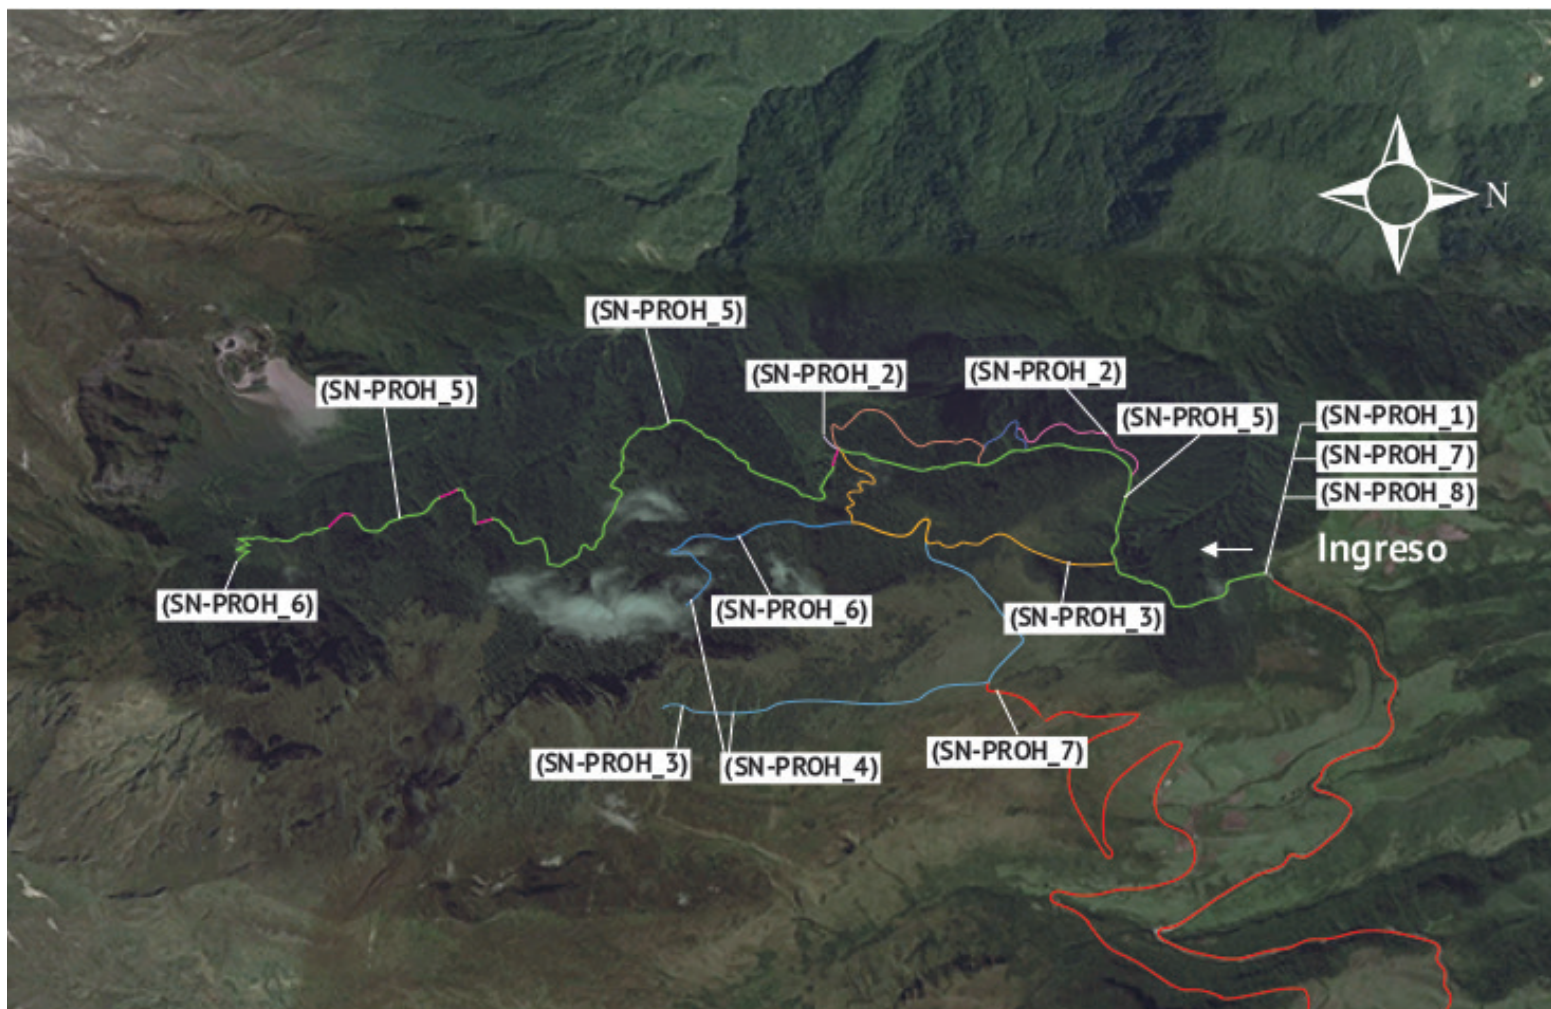 N
(SN-PROH_5)
(SN-PROH_2)
(SN-PROH_2)
(SN-PROH_5)
(SN-PROH_5)
(SN-PROH_1)
(SN-PROH_7)
(SN-PROH_8)
Ingreso
(SN-PROH_6)
(SN-PROH_6)
(SN-PROH_3)
(SN-PROH_3)
(SN-PROH_4)
(SN-PROH_7)